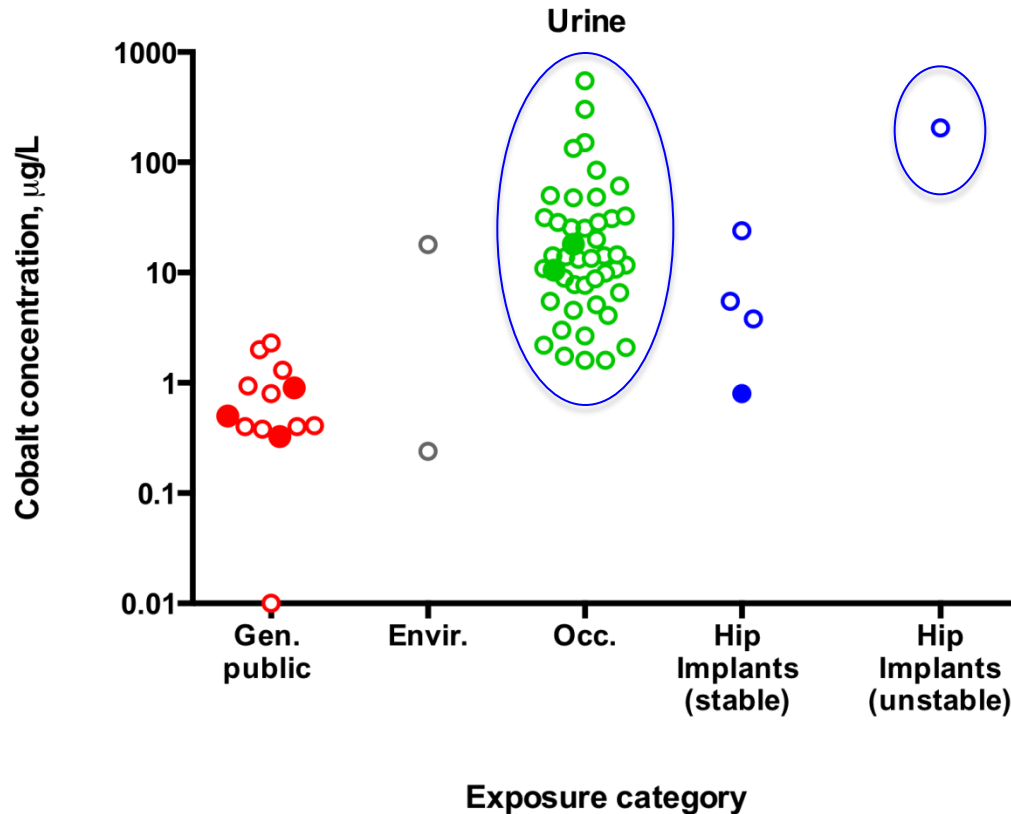 Urine
Cobalt concentration, μg/L
1000
100
10
1
0.1
0.01
Gen.
public
Envir.
Occ.
Hip
Implants
(stable)
Hip
Implants
(unstable)
Exposure category